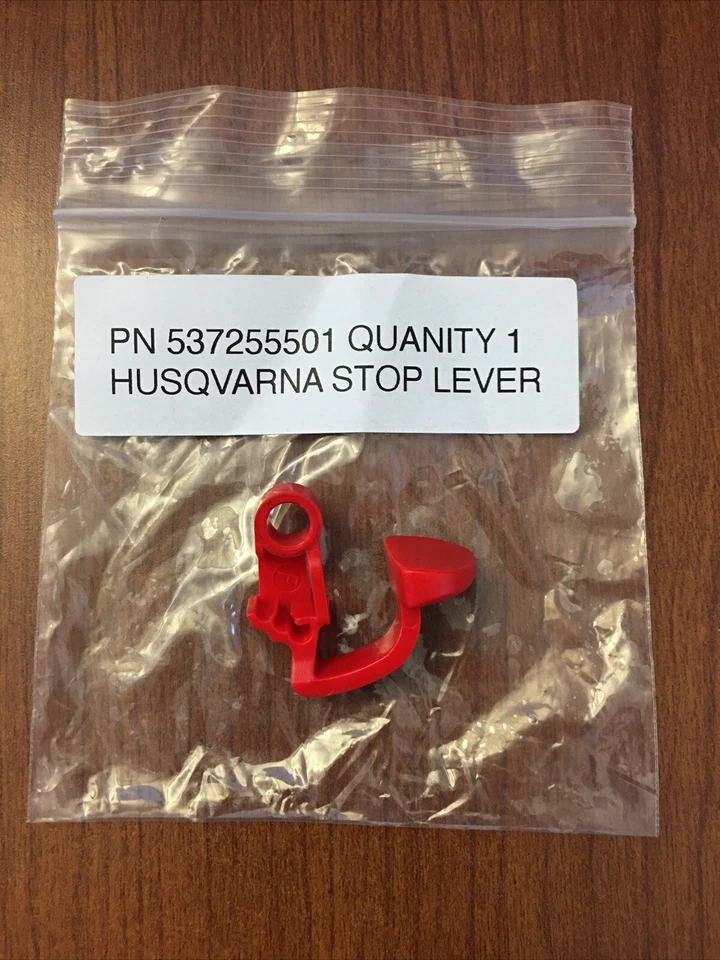 PN 537255501 QUANITY 1
HUSQVARNA STOP LEVER